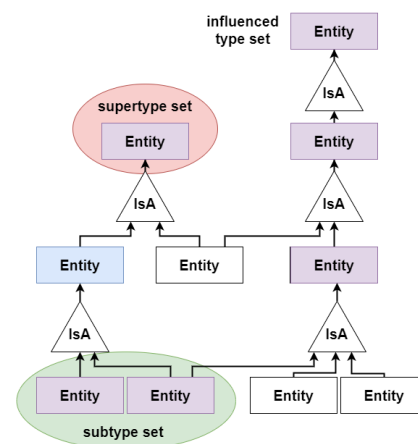 influenced
type set
Entity
IsA
supertype set
Entity
Entity
IsA
IsA
Entity
Entity
Entity
IsA
IsA
Entity
Entity
Entity
Entity
subtype set